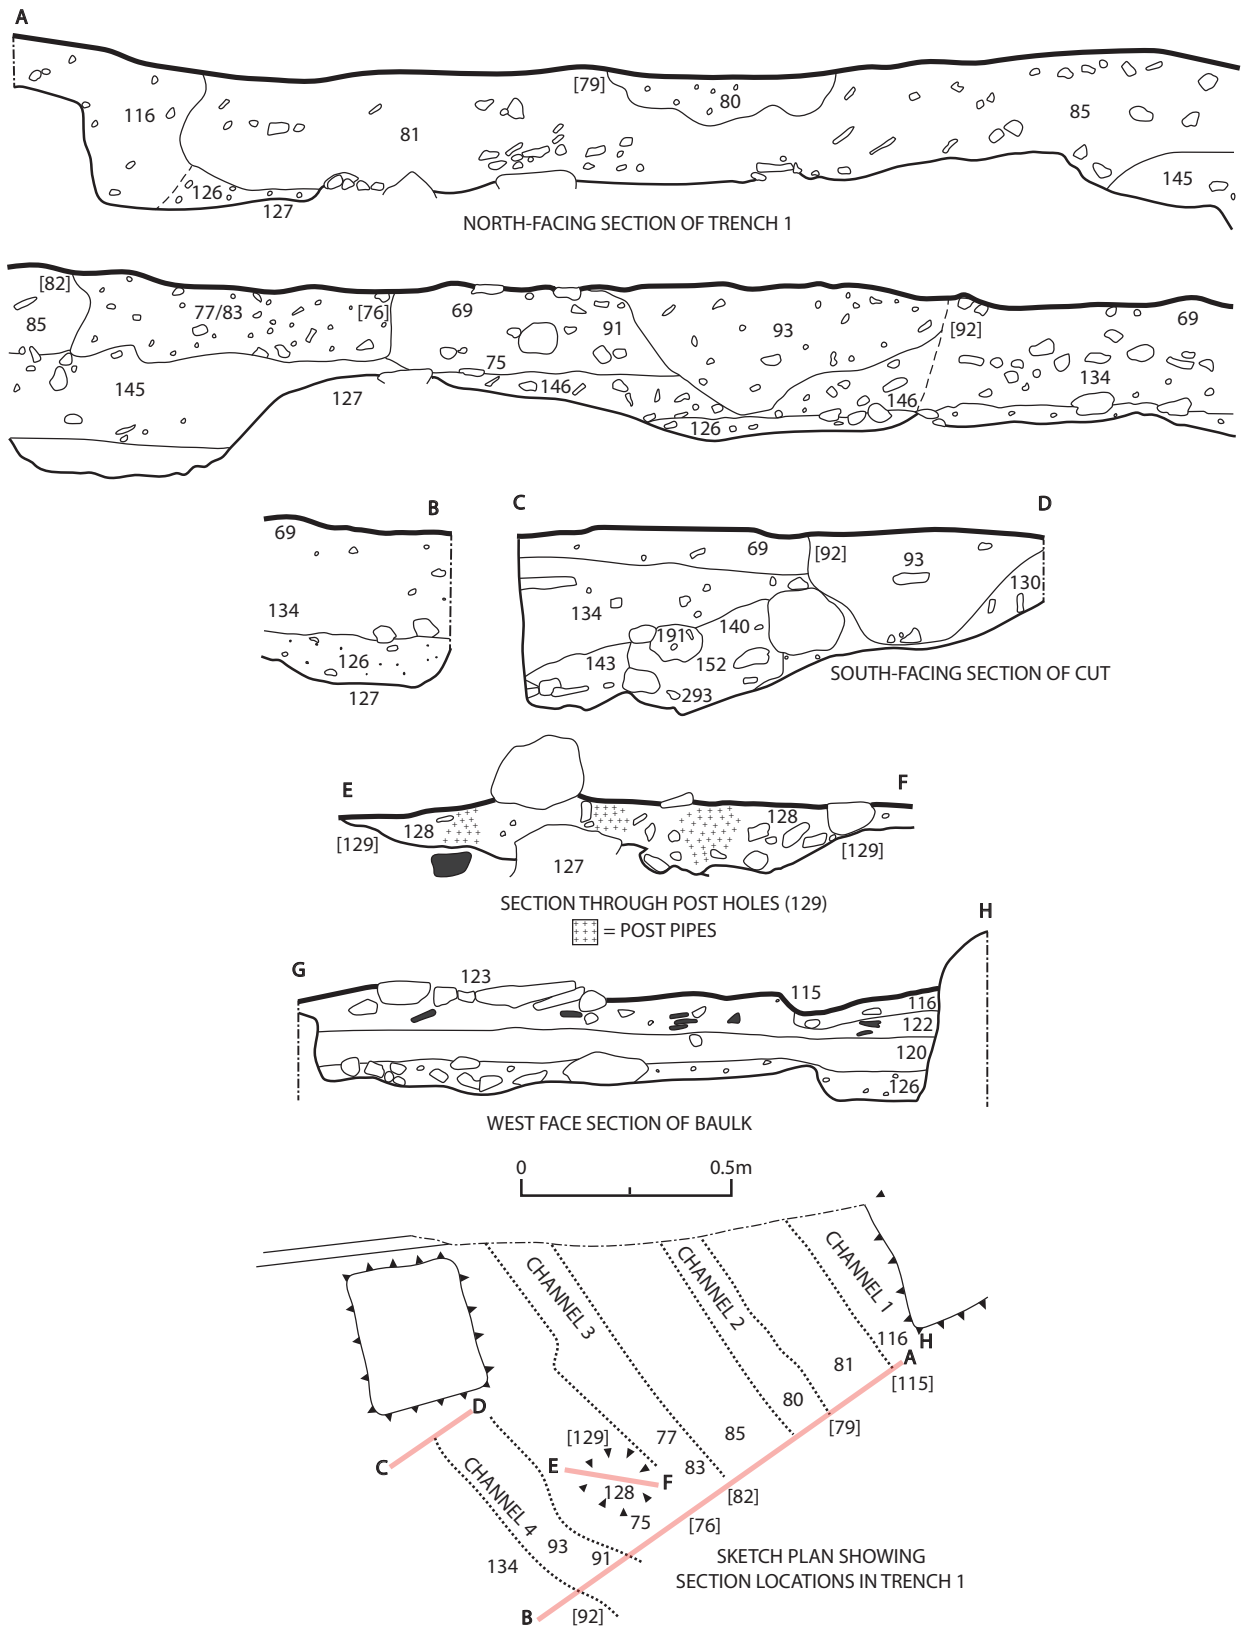 A
116
81
[79]
80
85
126
127
145
NORTH-FACING SECTION OF TRENCH 1
[82]
85
77/83
[76]
69
91
93
[92]
69
75
146
145
127
134
146
126
B
69
134
126
127
C
D
69
[92]
93
130
134
191
140
143
152
293
SOUTH-FACING SECTION OF CUT
E
F
128
128
[129]
[129]
127
SECTION THROUGH POST HOLES (129)
= POST PIPES
H
G
123
115
116
122
120
126
WEST FACE SECTION OF BAULK
0
0.5m
CHANNEL 1
CHANNEL 2
CHANNEL 3
116
H
A
81
[115]
80
[79]
D
77
85
[129]
C
E
F
83
128
[82]
CHANNEL 4
75
[76]
93
91
134
SKETCH PLAN SHOWING
SECTION LOCATIONS IN TRENCH 1
B
[92]